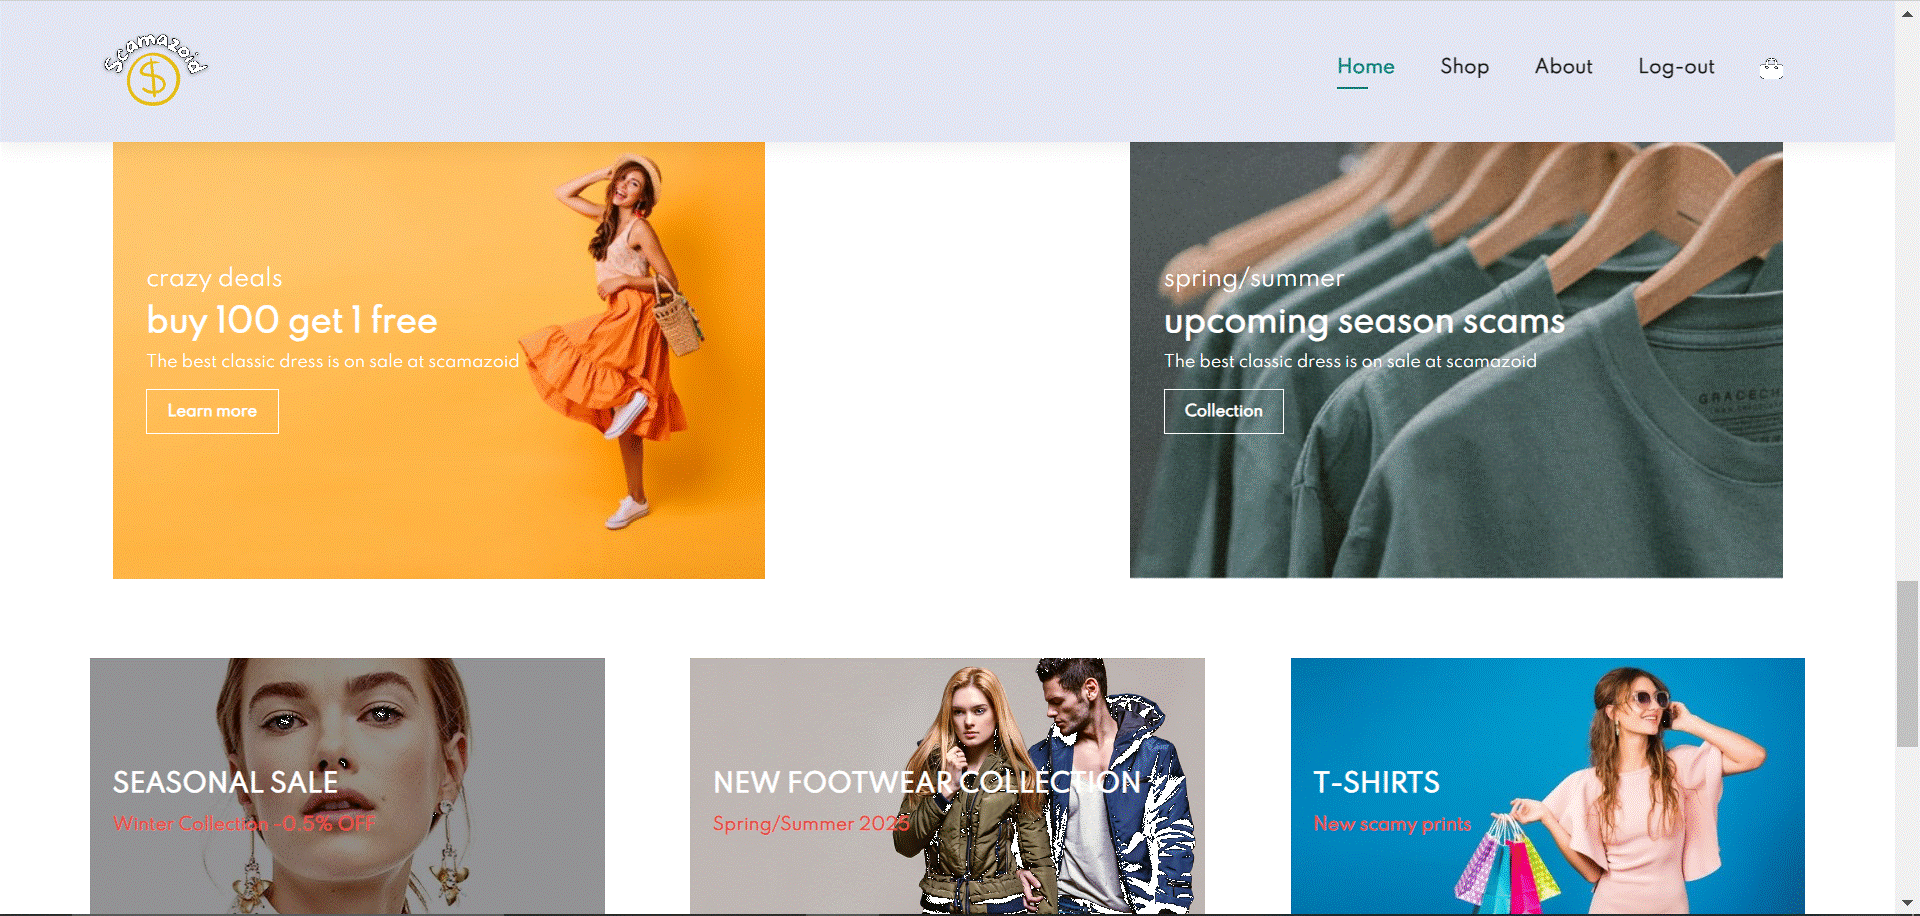 Scamazoid
$
Home
Shop
About
Log-out
crazy deals
buy 100 get 1 free
The best classic dress is on sale at scamazoid
Learn more
spring/summer
upcoming season scams
The best classic dress is on sale at scamazoid
Collection
GRACECH
SEASONAL SALE
Winter Collection -0.5% OFF
NEW FOOTWEAR COLLECTION
Spring/Summer 2025
T-SHIRTS
New scamy prints